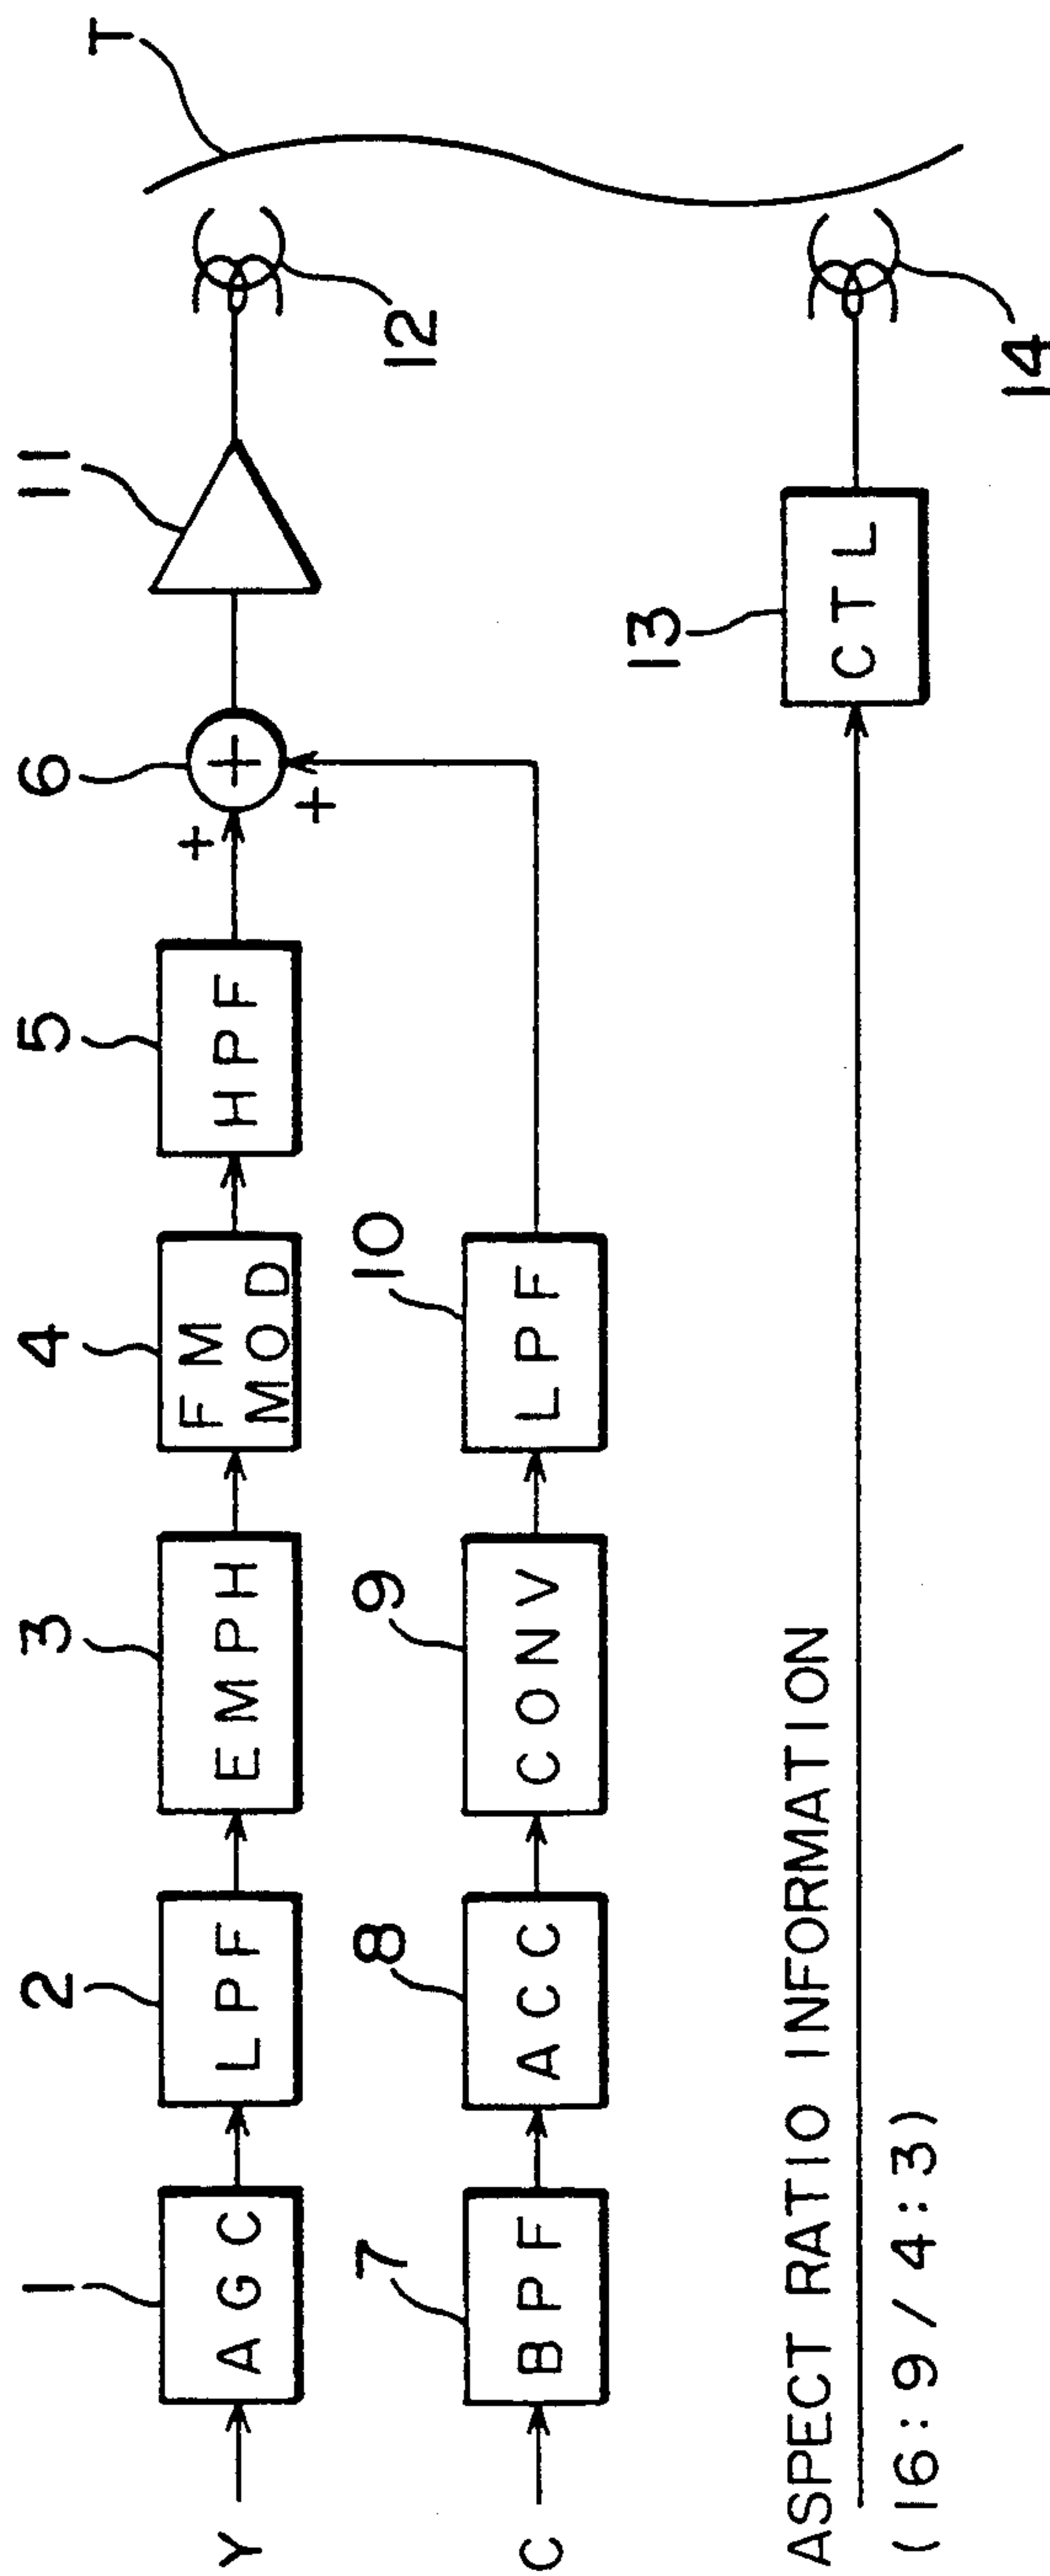 1
2
3
4
5
6
11
12
T
Y
AGC
LPF
EMPH
FM
MOD
HPF
+
+
+
7
8
9
10
C
BPF
ACC
CONV
LPF
13
14
ASPECT RATIO INFORMATION
(16:9/4:3)
CTL